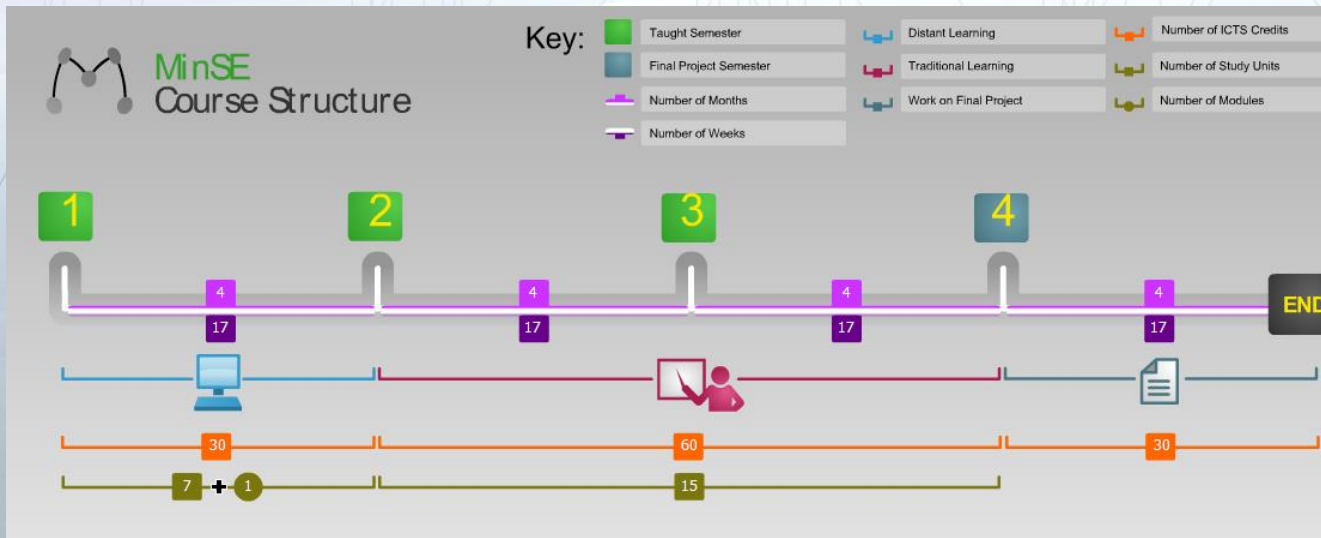 MinSE
Course Structure
Key:
Taught Semester
Final Project Semester
Number of Months
Number of Weeks
Distant Learning
Traditional Learning
Work on Final Project
Number of ICTS Credits
Number of Study Units
Number of Modules
1 2 3 4
4 4 4 4
END
17 17 17 17
30 60 30
7 + 1 15